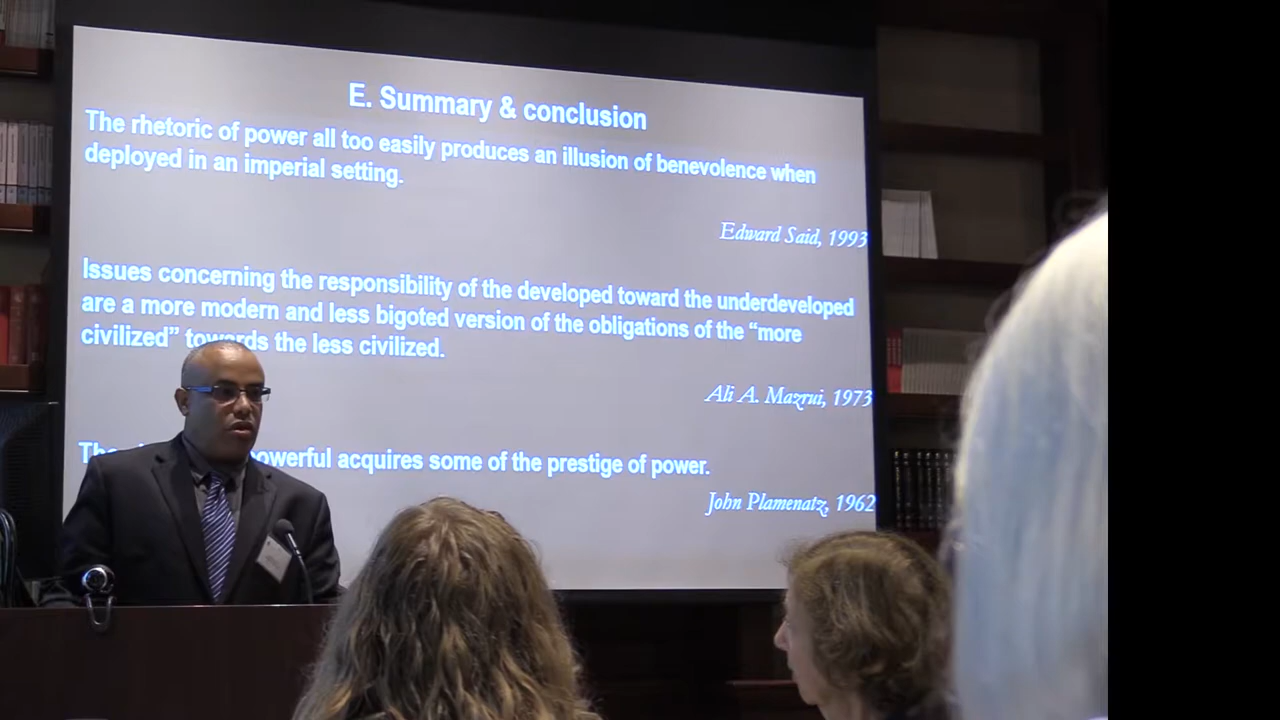 E. Summary & conclusion
The rhetoric of power all too easily produces an illusion of benevolence when
deployed in an imperial setting.
Edward Said, 1993
Issues concerning the responsibility of the developed toward the underdeveloped
are a more modern and less bigoted version of the obligations of the “more
civilized” towards the less civilized.
Ali A. Mazrui, 1973
acquires some of the prestige of power.
John Plamenatz, 1962